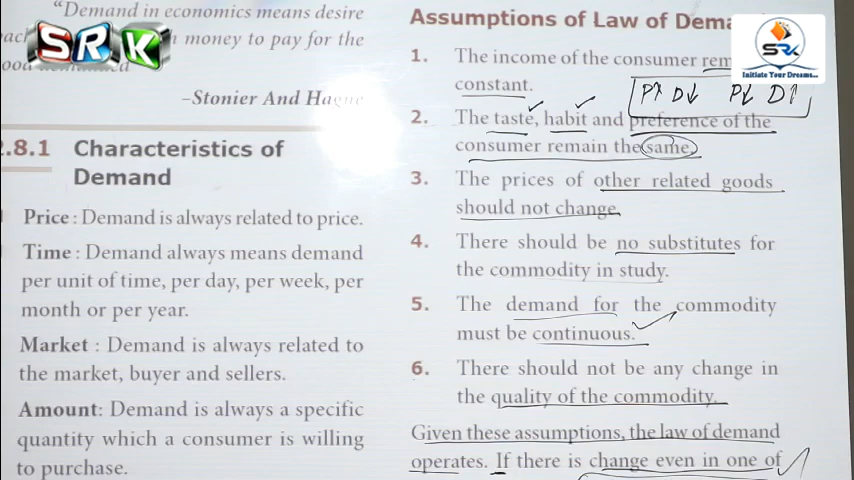 "Demand in economics means desire
money to pay for the
–Stonier And Hague
2.8.1 Characteristics of
Demand
Price : Demand is always related to price.
Time : Demand always means demand
per unit of time, per day, per week, per
month or per year.
Market : Demand is always related to
the market, buyer and sellers.
Amount: Demand is always a specific
quantity which a consumer is willing
to purchase.
SRK
Assumptions of Law of
1. The income of the consumer
constant.
P↑ D↓ P↓ D↑
2. The taste, habit and preference of the
consumer remain the same.
3. The prices of other related goods
should not change.
4. There should be no substitutes for
the commodity in study.
5. The demand for the commodity
must be continuous.
6. There should not be any change in
the quality of the commodity.
Given these assumptions, the law of demand
operates. If there is change even in one of
SRK
Initiate Your Dreams...